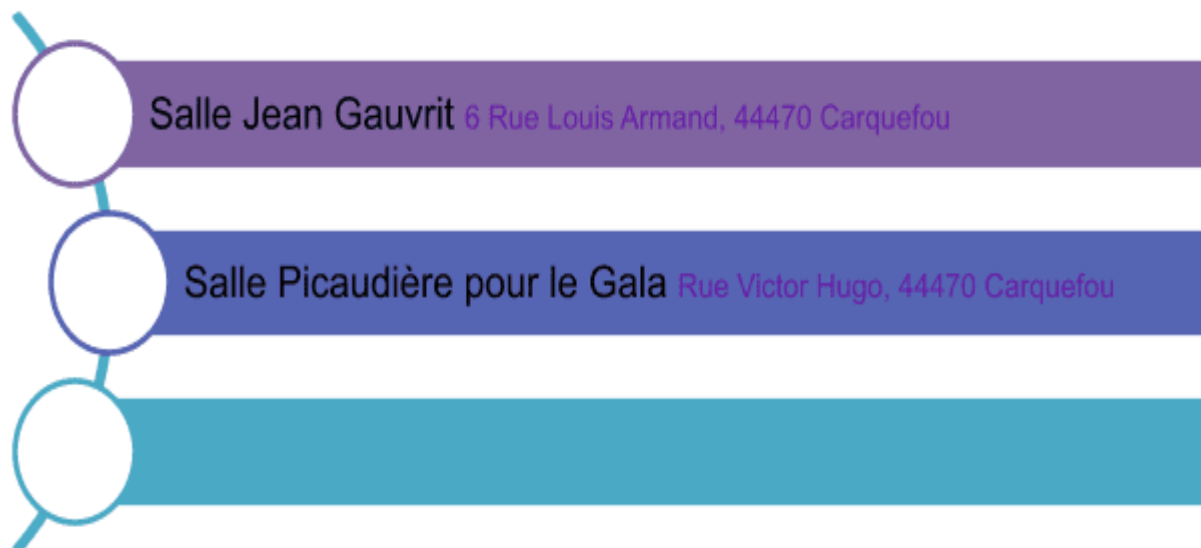 Salle Jean Gauvrit 6 Rue Louis Armand, 44470 Carquefou
Salle Picaudière pour le Gala Rue Victor Hugo, 44470 Carquefou